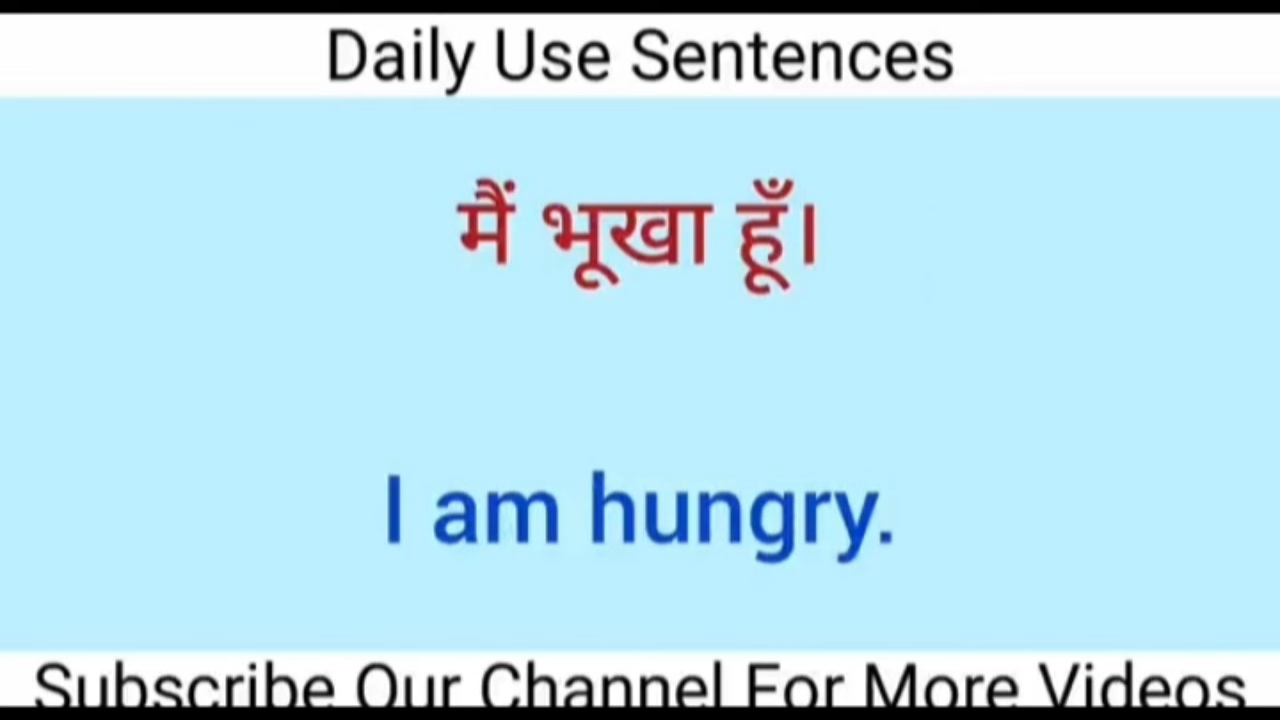 Daily Use Sentences
मैं भूखा हूँ।
I am hungry.
Subscribe Our Channel For More Videos